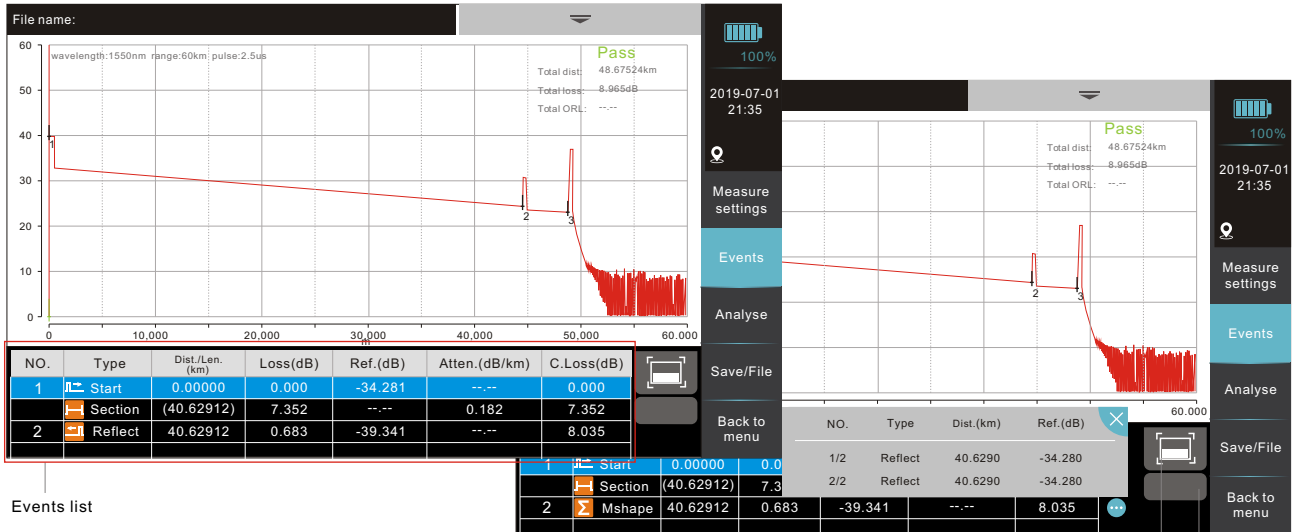 File name:
60
50
40
30
20
10
0
wavelength:1550nm range:60km pulse:2.5us
Pass
Total dist: 48.67524km
Total loss: 8.965dB
Total ORL: --.--
1
2
3
0 10,000 20,000 30,000 40,000 50,000 60.000
m
100%
2019-07-01
21:35
Measure
settings
Events
Analyse
Save/File
Back to
menu
NO. Type Dist./Len. (km) Loss(dB) Ref.(dB) Atten.(dB/km) C.Loss(dB)
1 Start 0.00000 0.000 -34.281 --.-- 0.000
Section (40.62912) 7.352 --.-- 0.182 7.352
2 Reflect 40.62912 0.683 -39.341 --.-- 8.035
Events list
Pass
Total dist: 48.67524km
Total loss: 8.965dB
Total ORL: --.--
2
3
60.000
100%
2019-07-01
21:35
Measure
settings
Events
Analyse
Save/File
Back to
menu
NO. Type Dist.(km) Ref.(dB)
1/2 Reflect 40.6290 -34.280
2/2 Reflect 40.6290 -34.280
1 Start 0.00000 0.0
Section (40.62912) 7.3
2 Σ Mshape 40.62912 0.683 -39.341 --.-- 8.035